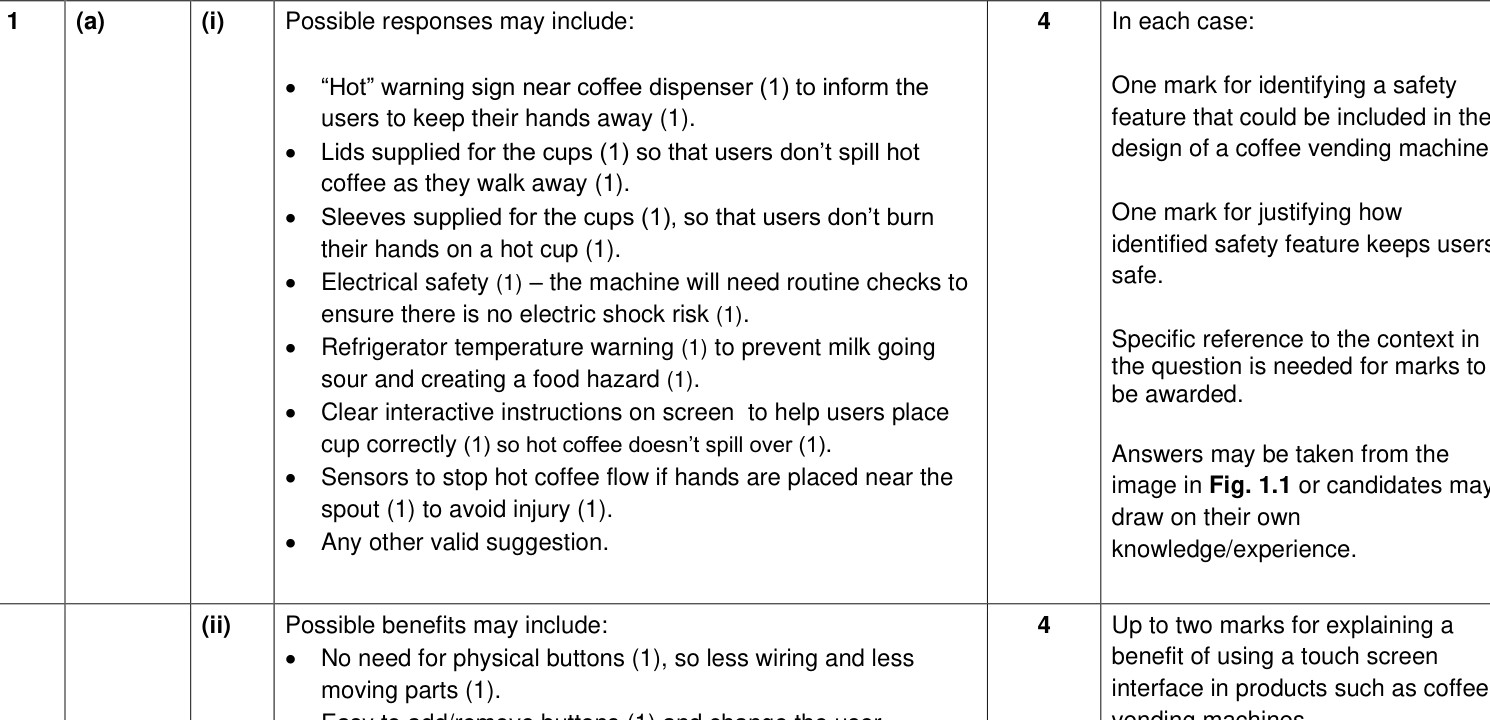 1 (a) (i) Possible responses may include: 4 In each case:
• “Hot” warning sign near coffee dispenser (1) to inform the
users to keep their hands away (1).
• Lids supplied for the cups (1) so that users don’t spill hot
coffee as they walk away (1).
• Sleeves supplied for the cups (1), so that users don’t burn
their hands on a hot cup (1).
• Electrical safety (1) – the machine will need routine checks to
ensure there is no electric shock risk (1).
• Refrigerator temperature warning (1) to prevent milk going
sour and creating a food hazard (1).
• Clear interactive instructions on screen to help users place
cup correctly (1) so hot coffee doesn’t spill over (1).
• Sensors to stop hot coffee flow if hands are placed near the
spout (1) to avoid injury (1).
• Any other valid suggestion.
One mark for identifying a safety
feature that could be included in the
design of a coffee vending machine
One mark for justifying how
identified safety feature keeps users
safe.
Specific reference to the context in
the question is needed for marks to
be awarded.
Answers may be taken from the
image in Fig. 1.1 or candidates may
draw on their own
knowledge/experience.
(ii) Possible benefits may include: 4 Up to two marks for explaining a
• No need for physical buttons (1), so less wiring and less
moving parts (1).
Easy to add/remove buttons (1) and change the user
benefit of using a touch screen
interface in products such as coffee
vending machines